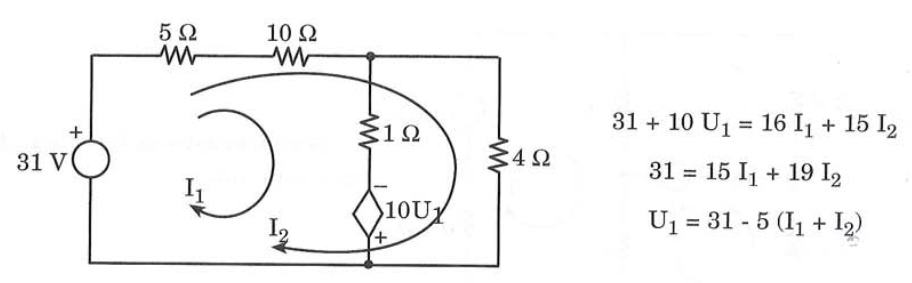 5 Ω 10 Ω
+
31 V
1 Ω
4 Ω
−
10U₁
+
I₁
I₂
31 + 10 U₁ = 16 I₁ + 15 I₂
31 = 15 I₁ + 19 I₂
U₁ = 31 - 5 (I₁ + I₂)